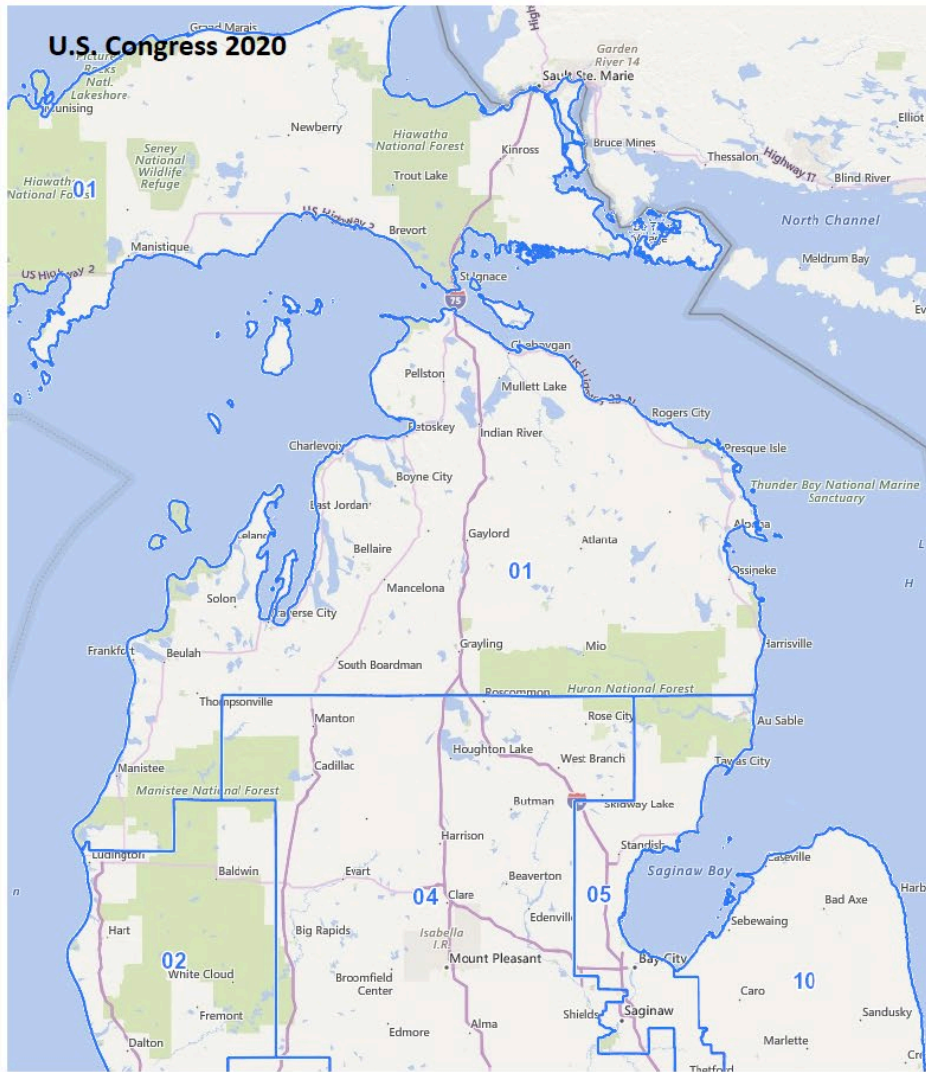 U.S. Congress 2020
Grand Marais
High
Garden
River 14
Sault Ste. Marie
Natl.
Lakeshore
Newberry
Hiawatha
National Forest
Kinross
Bruce Mines
Thessalon
Highway 17
Elliot
Blind River
Seney
National
Wildlife
Refuge
Trout Lake
01
US Highway 2
Brevort
North Channel
Manistique
US Highway 2
Meldrum Bay
St Ignace
75
Cheboygan
Pellston
Mullett Lake
Rogers City
Petoskey
Indian River
Charlevoix
Presque Isle
Boyne City
Thunder Bay National Marine
Sanctuary
East Jordan
Alpena
Gaylord
Atlanta
L
Bellaire
01
Ossineke
H
Mancelona
Solon
Traverse City
Frankfort
Beulah
Grayling
Mio
Harrisville
South Boardman
Roscommon
Huron National Forest
Thompsonville
Manton
Rose City
Au Sable
Houghton Lake
West Branch
Tawas City
Manistee
Cadillac
Manistee National Forest
Butman
Skidway Lake
Harrison
Standish
Ludington
Caseville
Saginaw Bay
n
Baldwin
Evart
Beaverton
04
Clare
05
Bad Axe
Harb
Edenville
Sebewaing
Hart
Big Rapids
Isabella
I.R.
02
White Cloud
Mount Pleasant
Bay City
Broomfield
Center
10
Caro
Fremont
Shields
Saginaw
Sandusky
Edmore
Alma
Dalton
Marlette
Thetford
Cr